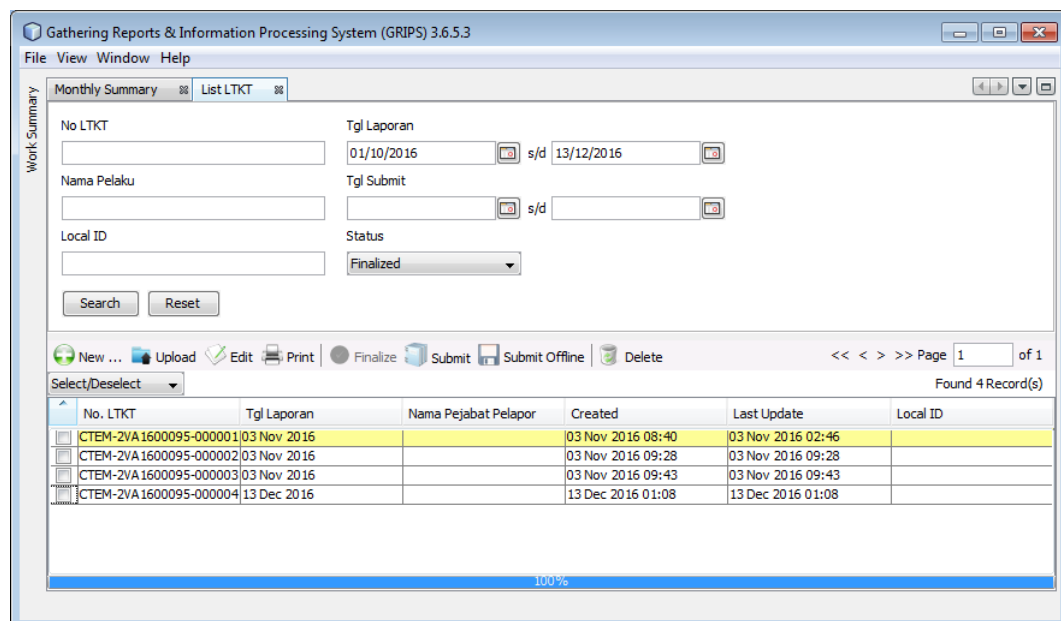 Gathering Reports & Information Processing System (GRIPS) 3.6.5.3
File View Window Help
Work Summary
Monthly Summary List LTKT
No LTKT Tgl Laporan
01/10/2016 s/d 13/12/2016
Nama Pelaku Tgl Submit
s/d
Local ID Status
Finalized
Search Reset
New ... Upload Edit Print Finalize Submit Submit Offline Delete << < > >> Page 1 of 1
Select/Deselect Found 4 Record(s)
No. LTKT Tgl Laporan Nama Pejabat Pelapor Created Last Update Local ID
CTEM-2VA1600095-000001 03 Nov 2016 03 Nov 2016 08:40 03 Nov 2016 02:46
CTEM-2VA1600095-000002 03 Nov 2016 03 Nov 2016 09:28 03 Nov 2016 09:28
CTEM-2VA1600095-000003 03 Nov 2016 03 Nov 2016 09:43 03 Nov 2016 09:43
CTEM-2VA1600095-000004 13 Dec 2016 13 Dec 2016 01:08 13 Dec 2016 01:08
100%